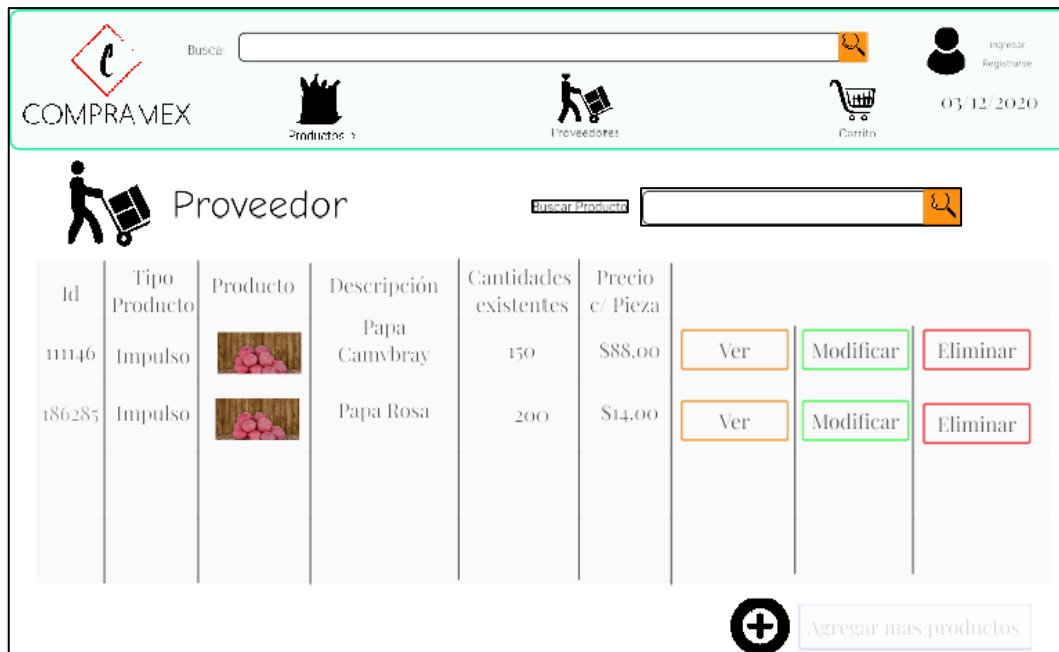 C
COMPRAMEX
Buscar
Ingresar
Registrarse
Productos
Proveedores
Carrito
03/12/2020
Proveedor
Buscar Producto
Id
Tipo
Producto
Producto
Descripción
Cantidades
existentes
Precio
c/ Pieza
111146
Impulso
Papa
Camvbray
150
$88.00
Ver
Modificar
Eliminar
186285
Impulso
Papa Rosa
200
$14.00
Ver
Modificar
Eliminar
Agregar mas productos